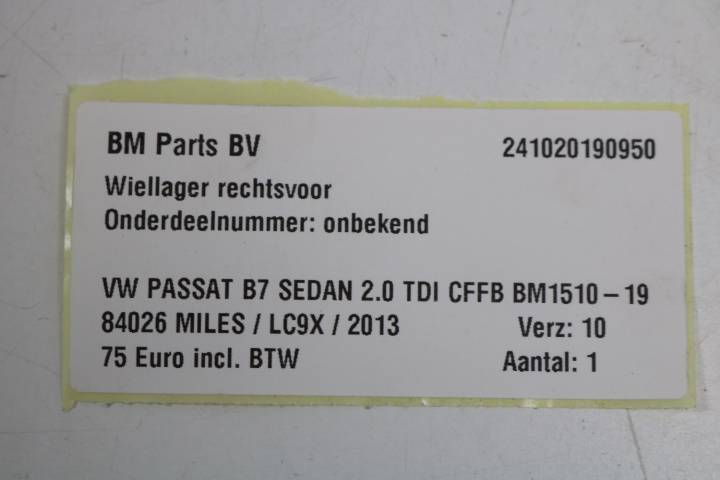 BM Parts BV 241020190950
Wiellager rechtsvoor
Onderdeelnummer: onbekend
VW PASSAT B7 SEDAN 2.0 TDI CFFB BM1510-19
84026 MILES / LC9X / 2013 Verz: 10
75 Euro incl. BTW Aantal: 1